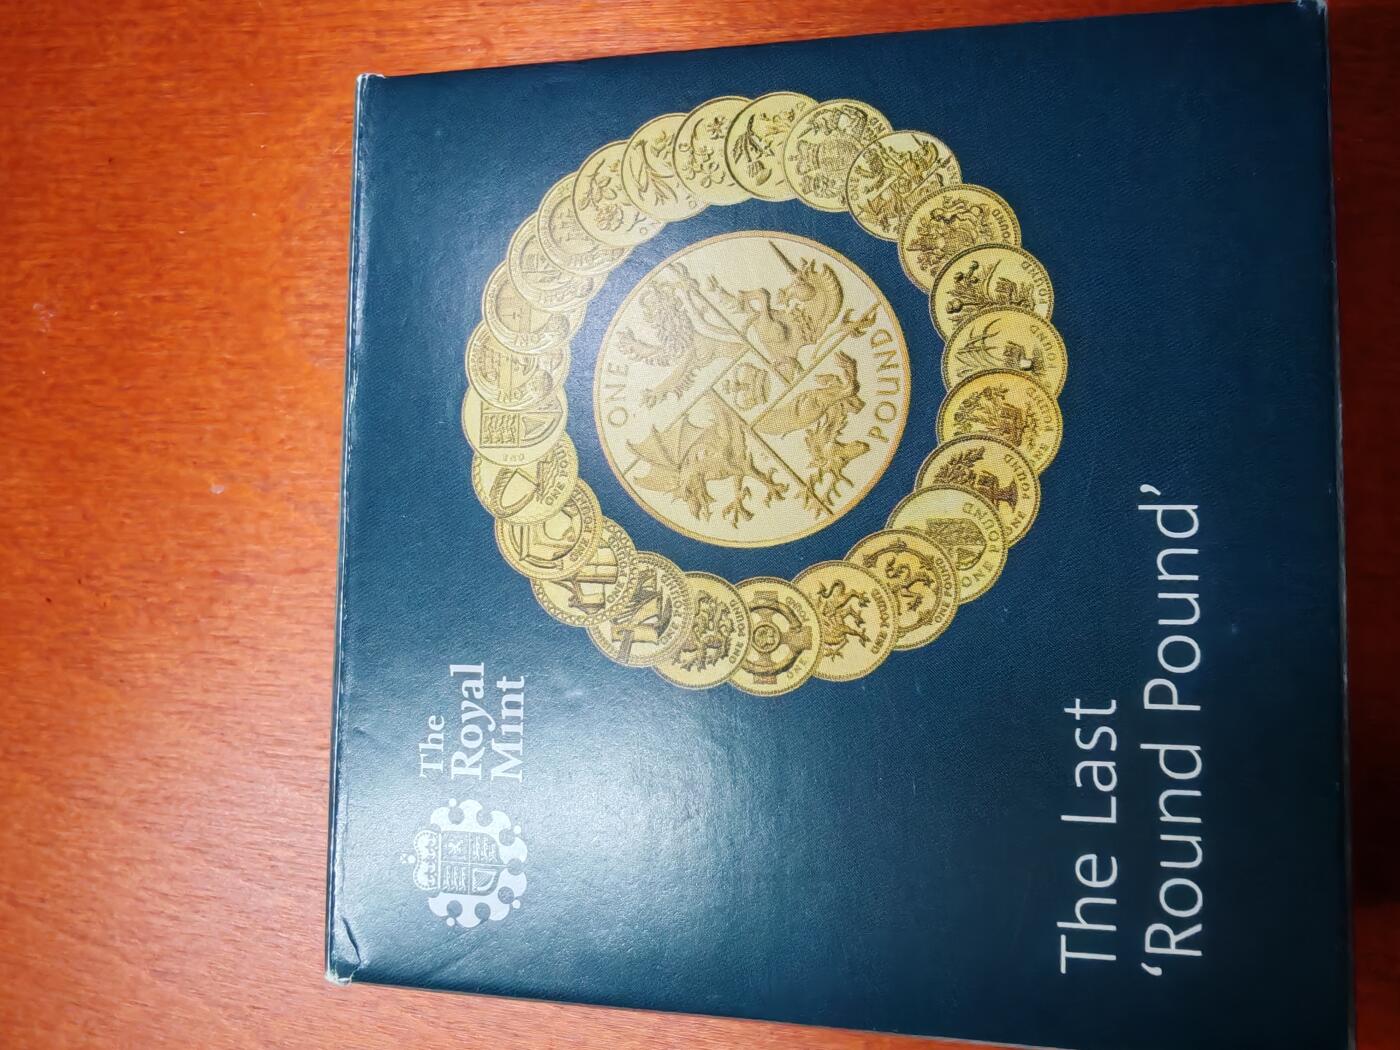 The
Royal
Mint
ONE POUND
The Last
‘Round Pound’